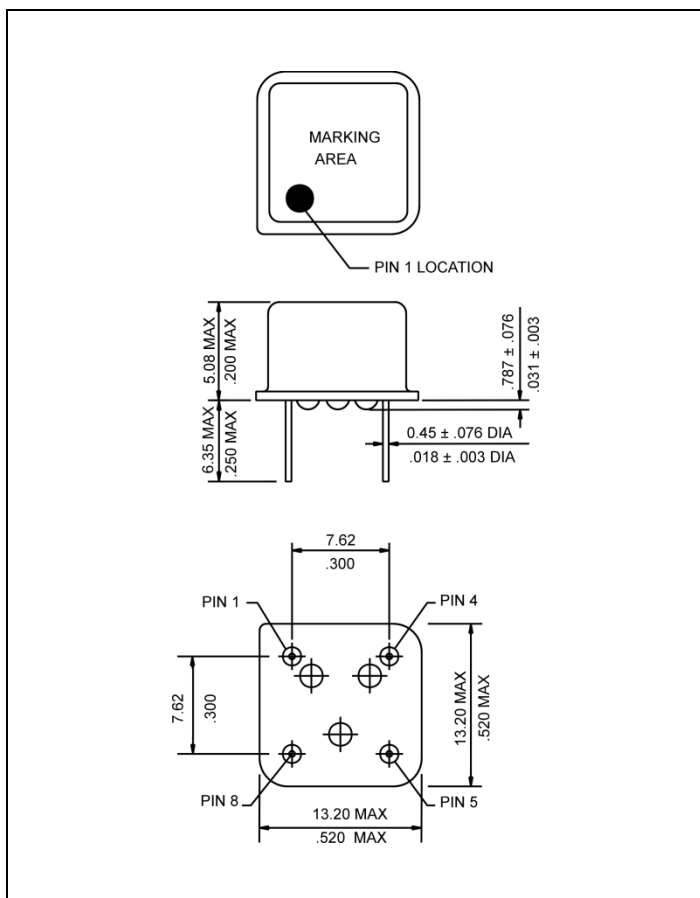 MARKING
AREA
PIN 1 LOCATION
5.08 MAX
.200 MAX
6.35 MAX
.250 MAX
.787 ± .076
.031 ± .003
0.45 ± .076 DIA
.018 ± .003 DIA
7.62
.300
PIN 1
PIN 4
7.62
.300
13.20 MAX
.520 MAX
PIN 8
PIN 5
13.20 MAX
.520 MAX